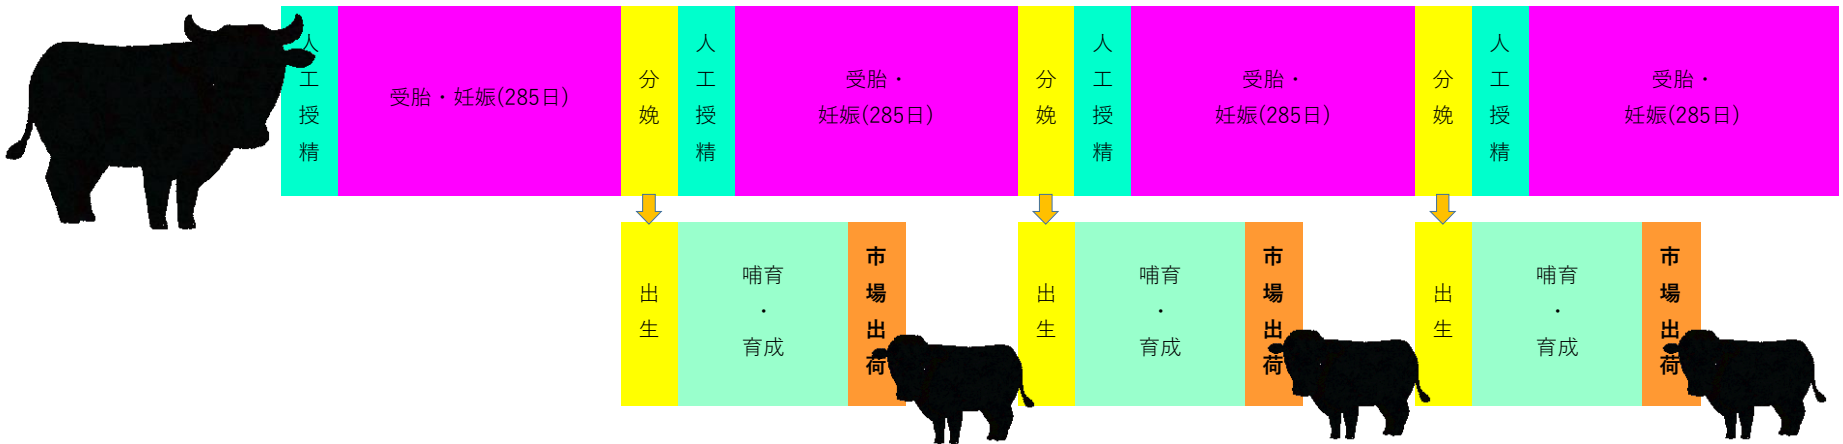 人工授精
受胎・妊娠(285日)
分娩
人工授精
受胎・
妊娠(285日)
分娩
人工授精
受胎・
妊娠(285日)
分娩
人工授精
受胎・
妊娠(285日)
出生
哺育
・
育成
市場出荷
出生
哺育
・
育成
市場出荷
出生
哺育
・
育成
市場出荷